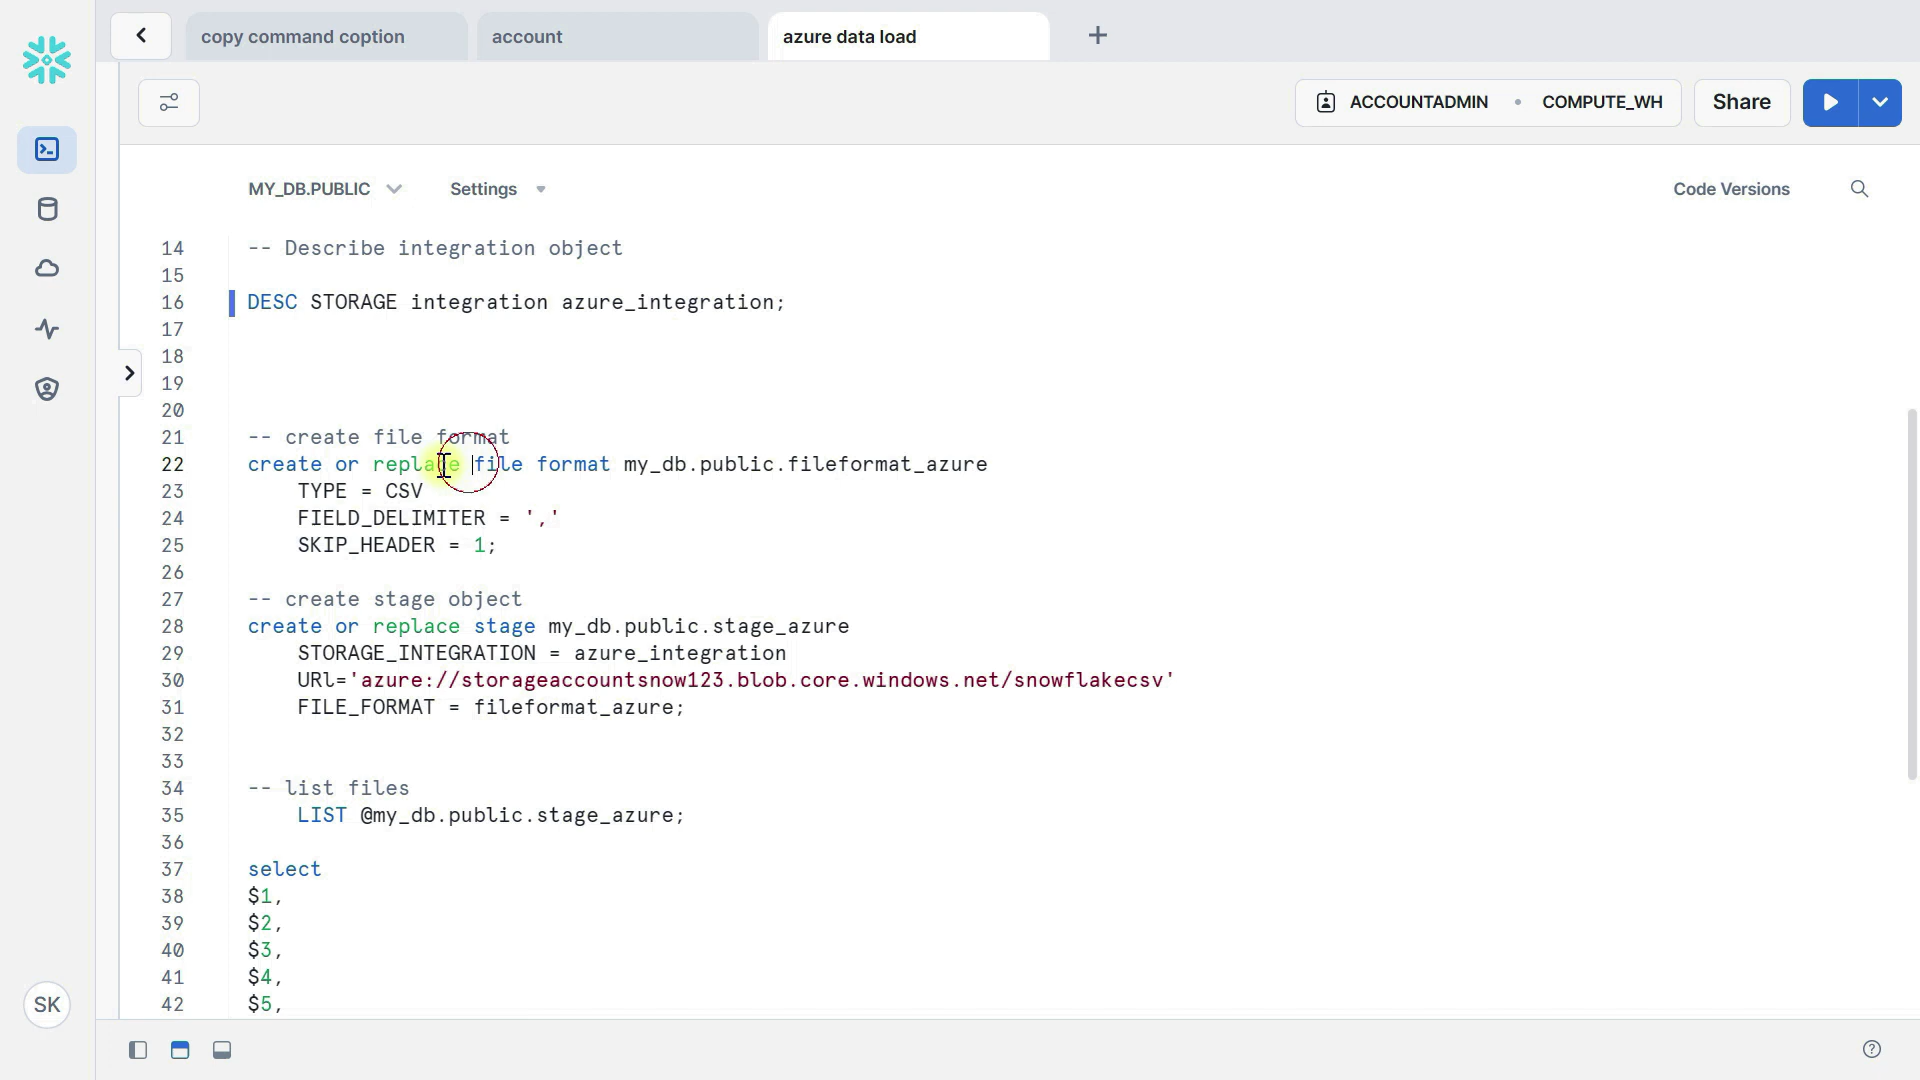 copy command coption
account
azure data load
ACCOUNTADMIN
COMPUTE_WH
Share
MY_DB.PUBLIC
Settings
Code Versions
14 -- Describe integration object
15
16 DESC STORAGE integration azure_integration;
17
18
19
20
21 -- create file format
22 create or replace file format my_db.public.fileformat_azure
23 TYPE = CSV
24 FIELD_DELIMITER = ','
25 SKIP_HEADER = 1;
26
27 -- create stage object
28 create or replace stage my_db.public.stage_azure
29 STORAGE_INTEGRATION = azure_integration
30 URl='azure://storageaccountsnow123.blob.core.windows.net/snowflakecsv'
31 FILE_FORMAT = fileformat_azure;
32
33
34 -- list files
35 LIST @my_db.public.stage_azure;
36
37 select
38 $1,
39 $2,
40 $3,
41 $4,
42 $5,
SK